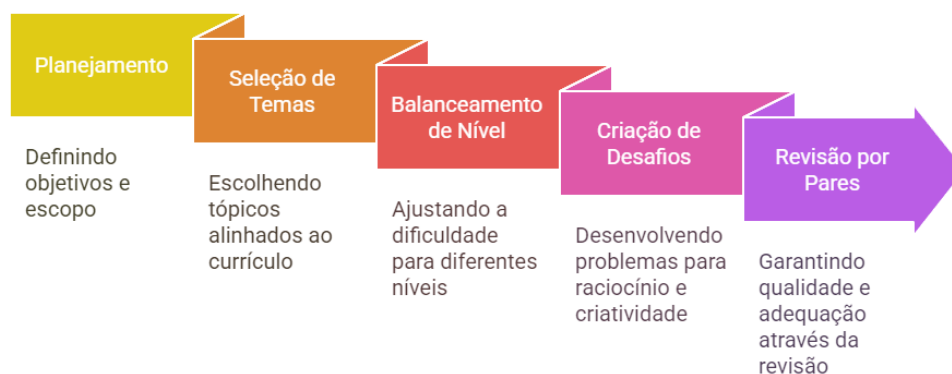 Planejamento
Definindo
objetivos e
escopo
Seleção de
Temas
Escolhendo
tópicos
alinhados ao
currículo
Balanceamento
de Nível
Ajustando a
dificuldade
para diferentes
níveis
Criação de
Desafios
Desenvolvendo
problemas para
raciocínio e
criatividade
Revisão por
Pares
Garantindo
qualidade e
adequação
através da
revisão